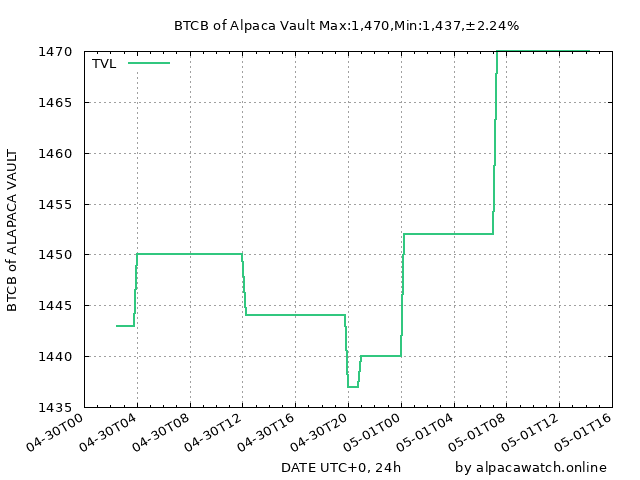 BTCB of Alpaca Vault Max:1,470,Min:1,437,±2.24%
TVL
1470
1465
1460
1455
1450
1445
1440
1435
BTCB of ALAPACA VAULT
04-30T00
04-30T04
04-30T08
04-30T12
04-30T16
04-30T20
05-01T00
05-01T04
05-01T08
05-01T12
05-01T16
DATE UTC+0, 24h
by alpacawatch.online